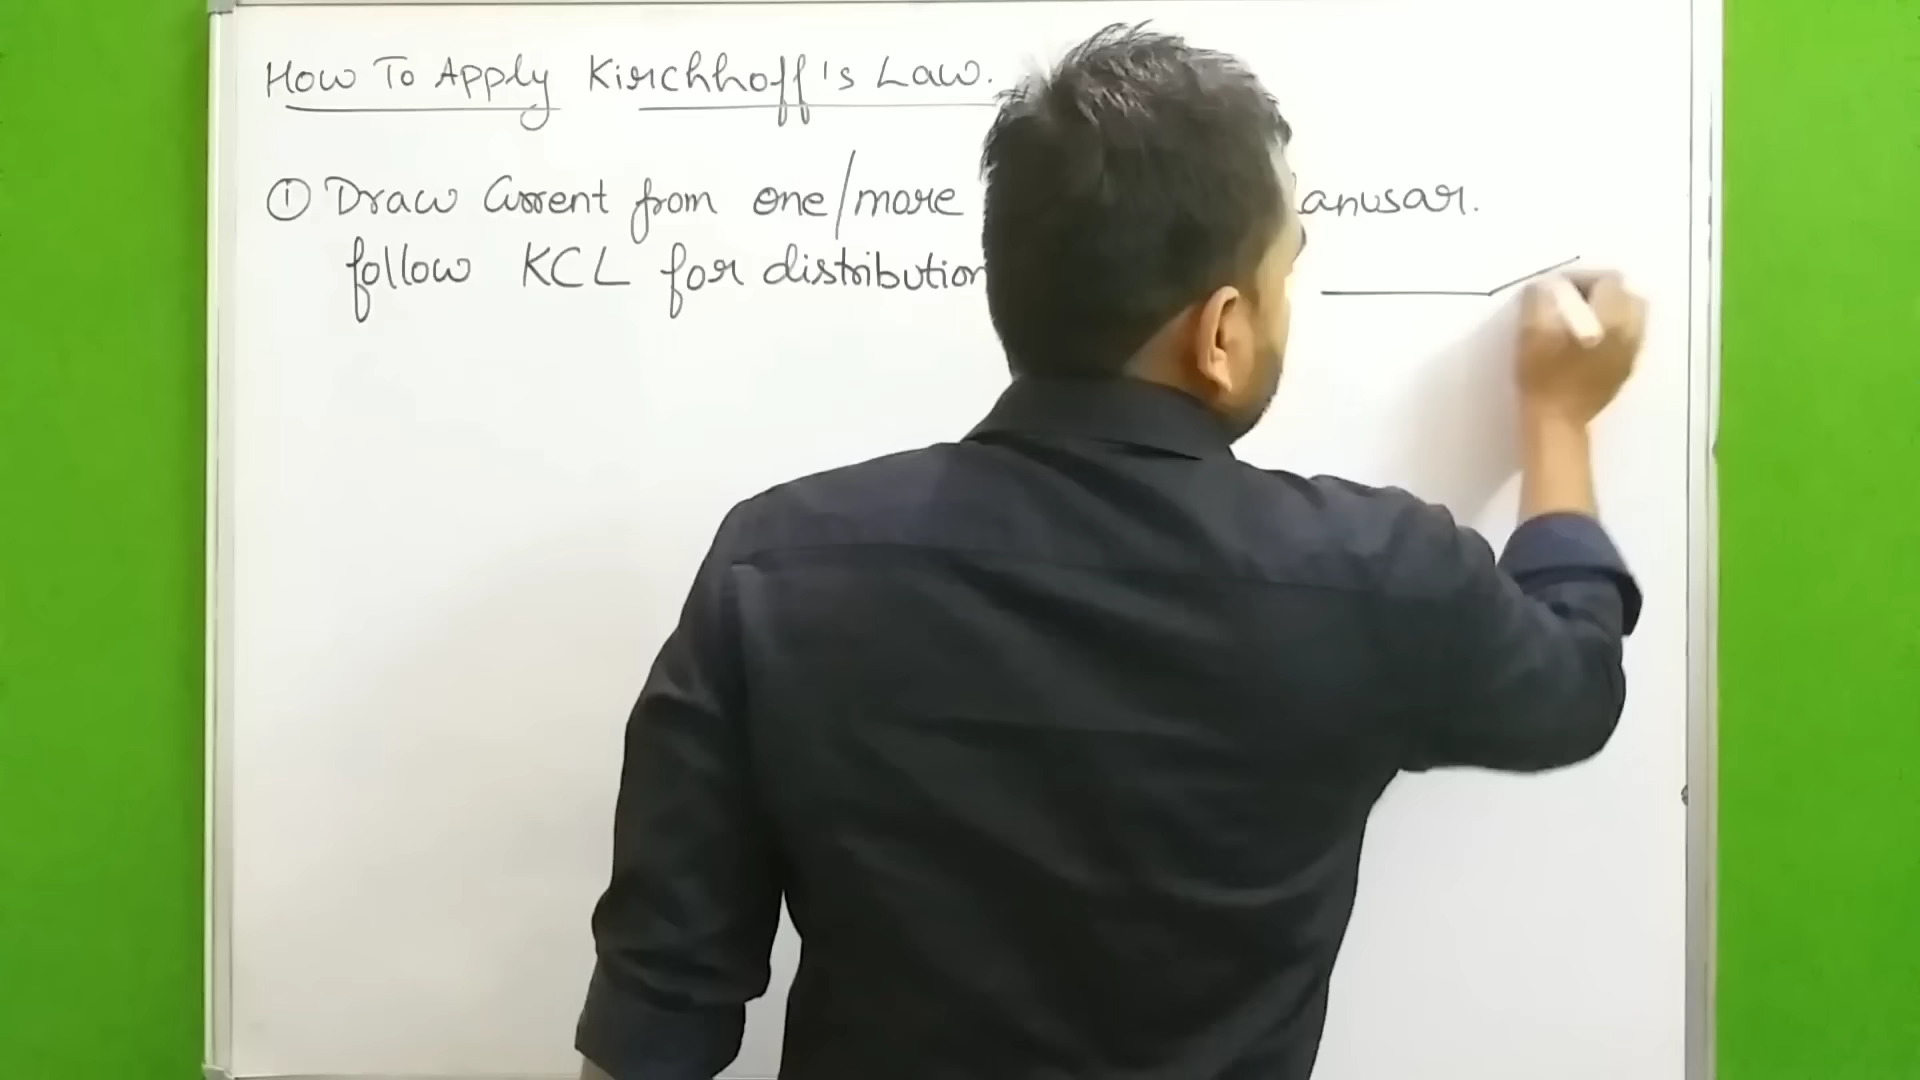 How To Apply Kirchhoff's Law.
① Draw Current from one/more anusar.
follow KCL for distribution